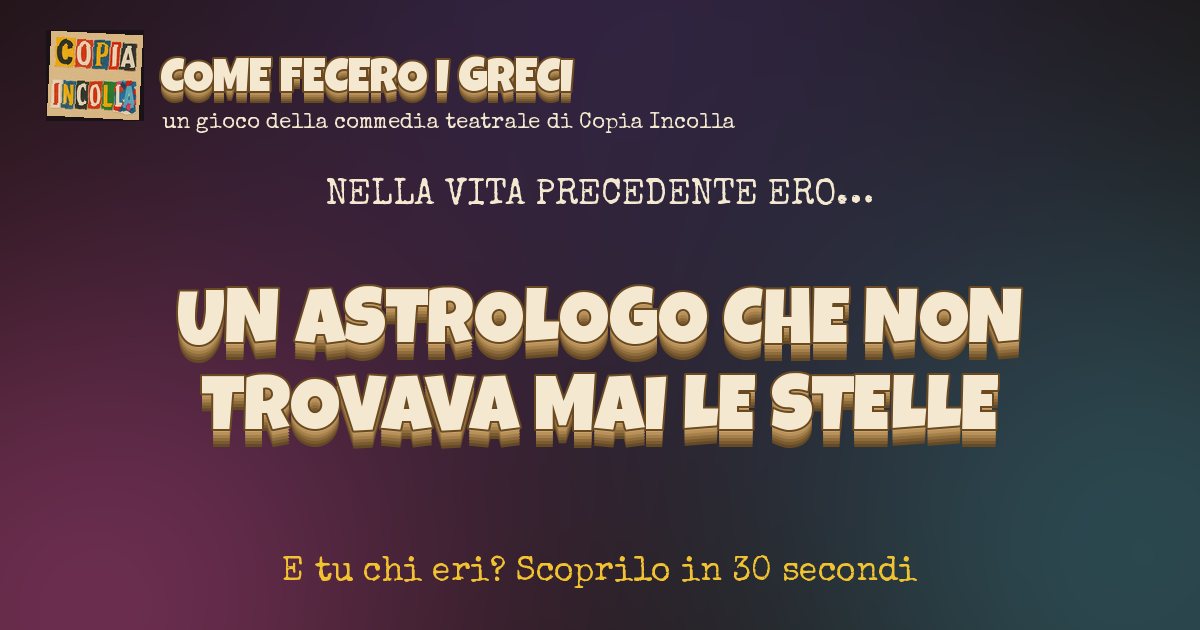 COPIA
INCOLLA
COME FECERO I GRECI
un gioco della commedia teatrale di Copia Incolla
NELLA VITA PRECEDENTE ERO...
UN ASTROLOGO CHE NON
TROVAVA MAI LE STELLE
E tu chi eri? Scoprilo in 30 secondi